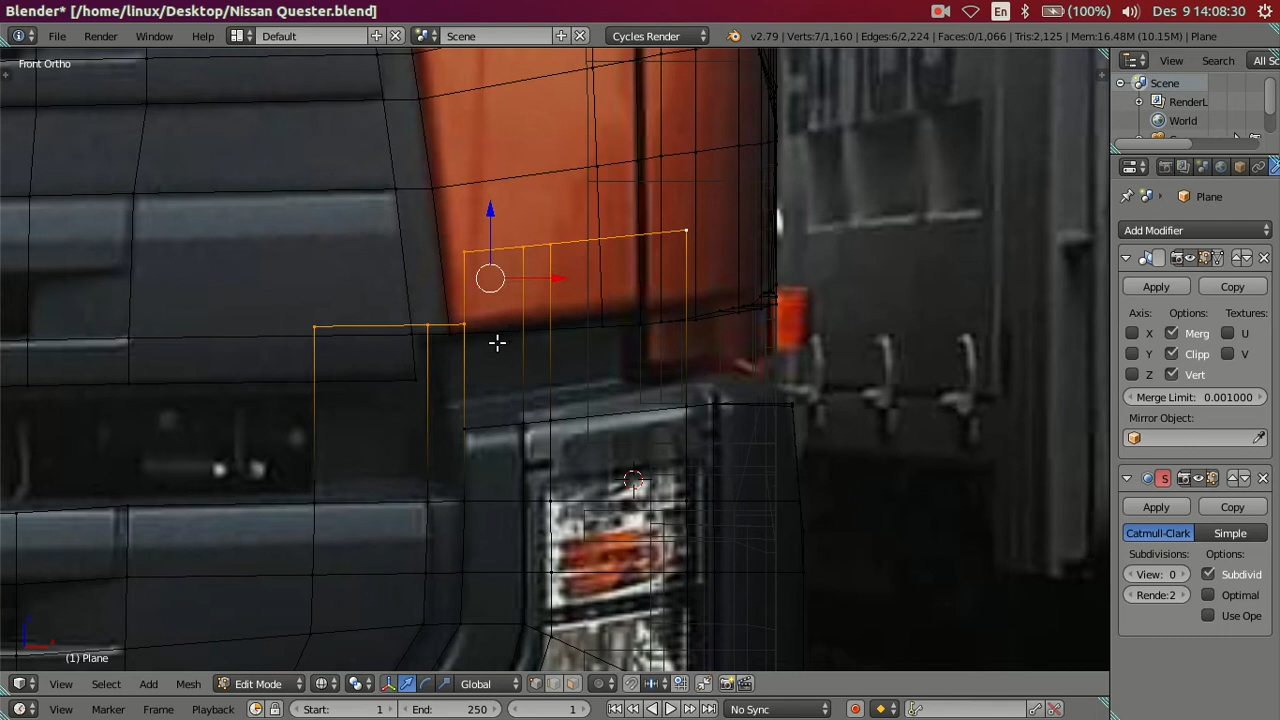 Blender* [/home/linux/Desktop/Nissan Quester.blend]
En (100%) Des 9 14:08:30
File Render Window Help Default Scene Cycles Render v2.79 | Verts:7/1,160 | Edges:6/2,224 | Faces:0/1,066 | Tris:2,125 | Mem:16.48M (10.15M) | Plane
Front Ortho
View Search All Sc
Scene
RenderL
World
Plane
Add Modifier
Apply Copy
Axis: Textures:
X Merg U
Y Clipp V
Z Vert
Merge Limit: 0.001000
Mirror Object:
S
Apply Copy
Catmull-Clark Simple
Subdivisions: Options:
View: 0 Subdivid
Rende:2 Optimal
Use Ope
(1) Plane
View Select Add Mesh Edit Mode Global
View Marker Frame Playback Start: 1 End: 250 1 No Sync